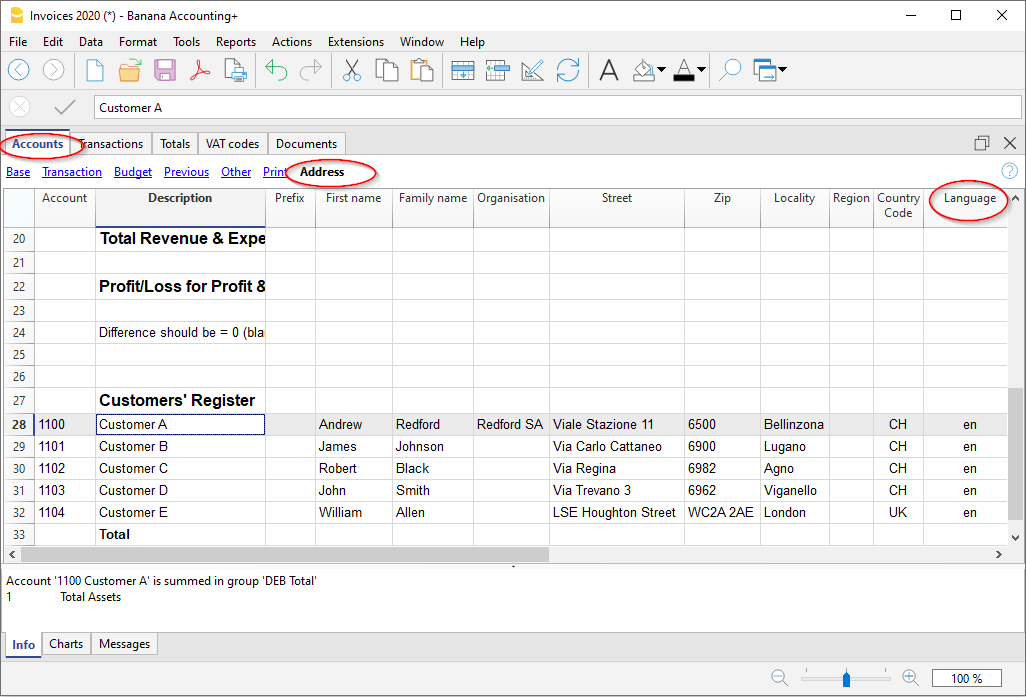 Invoices 2020 (*) - Banana Accounting+
File Edit Data Format Tools Reports Actions Extensions Window Help
Customer A
Accounts Transactions Totals VAT codes Documents
Base Transaction Budget Previous Other Print Address
Account Description Prefix First name Family name Organisation Street Zip Locality Region Country Code Language
20 Total Revenue & Expe
21
22 Profit/Loss for Profit &
23
24 Difference should be = 0 (bla
25
26
27 Customers' Register
28 1100 Customer A Andrew Redford Redford SA Viale Stazione 11 6500 Bellinzona CH en
29 1101 Customer B James Johnson Via Carlo Cattaneo 6900 Lugano CH en
30 1102 Customer C Robert Black Via Regina 6982 Agno CH en
31 1103 Customer D John Smith Via Trevano 3 6962 Viganello CH en
32 1104 Customer E William Allen LSE Houghton Street WC2A 2AE London UK en
33 Total
Account '1100 Customer A' is summed in group 'DEB Total'
1 Total Assets
Info Charts Messages
100 %